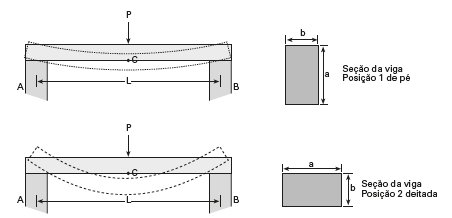 P
b
C
a
Seção da viga
Posição 1 de pé
A
L
B
P
a
C
b
Seção da viga
Posição 2 deitada
A
L
B